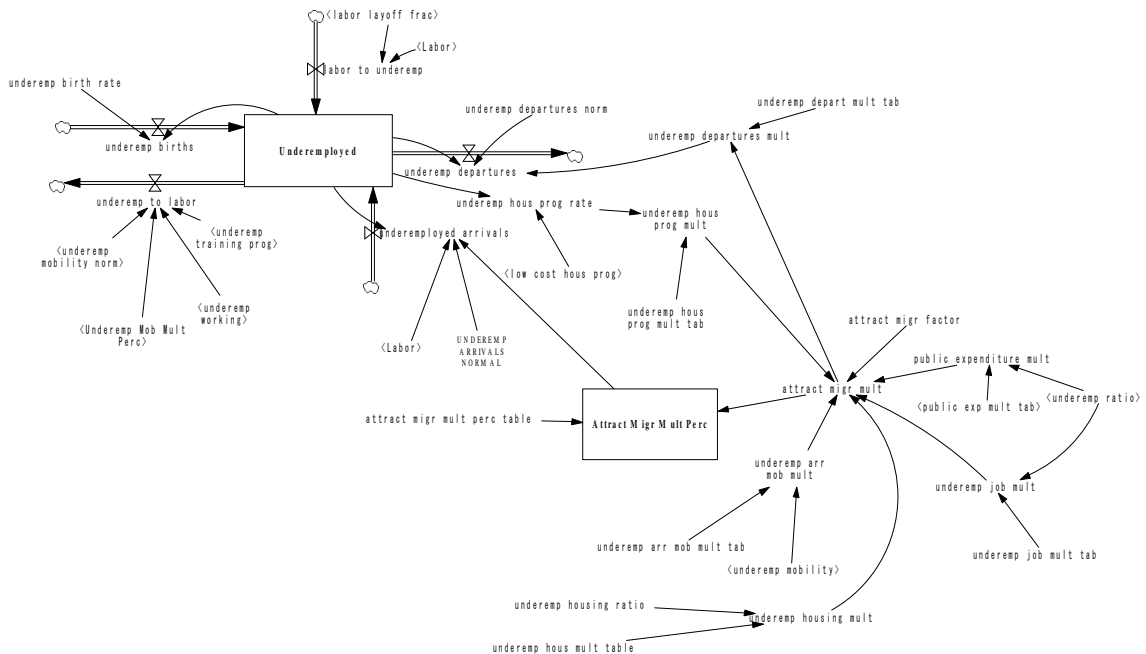 <labor layoff frac>
<Labor>
labor to underemp
underemp birth rate
underemp births
Underemployed
underemp departures norm
underemp depart mult tab
underemp departures mult
underemp departures
underemp to labor
<underemp
training prog>
<underemp
mobility norm>
<underemp
working>
<Underemp Mob Mult
Perc>
underemp hous prog rate
underemp hous
prog mult
underemployed arrivals
<low cost hous prog>
underemp hous
prog mult tab
<Labor>
UNDEREMP
ARRIVALS
NORMAL
attract migr factor
public expenditure mult
attract migr mult
<public exp mult tab>
<underemp ratio>
attract migr mult perc table
Attract Migr Mult Perc
underemp arr
mob mult
underemp job mult
underemp arr mob mult tab
<underemp mobility>
underemp job mult tab
underemp housing ratio
underemp housing mult
underemp hous mult table